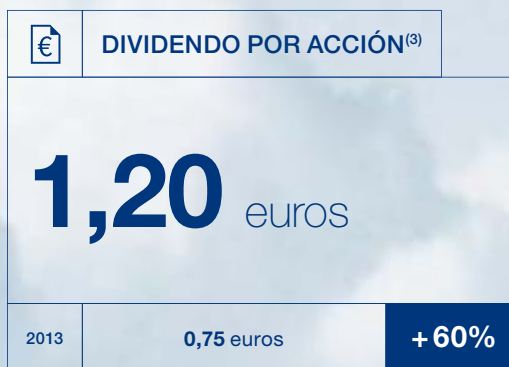 €
DIVIDENDO POR ACCIÓN(3)
1,20 euros
2013 0,75 euros +60%